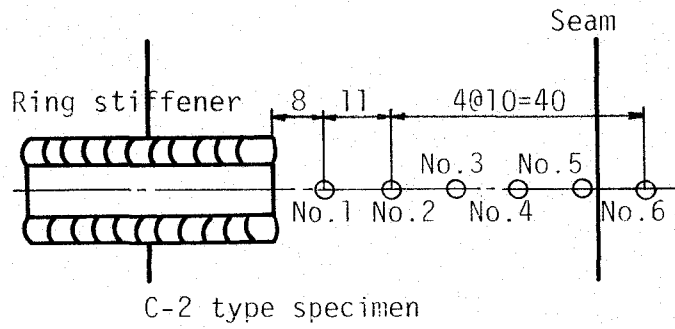 Seam
Ring stiffener
8 11 4@10=40
No.3 No.5
No.1 No.2 No.4 No.6
C-2 type specimen